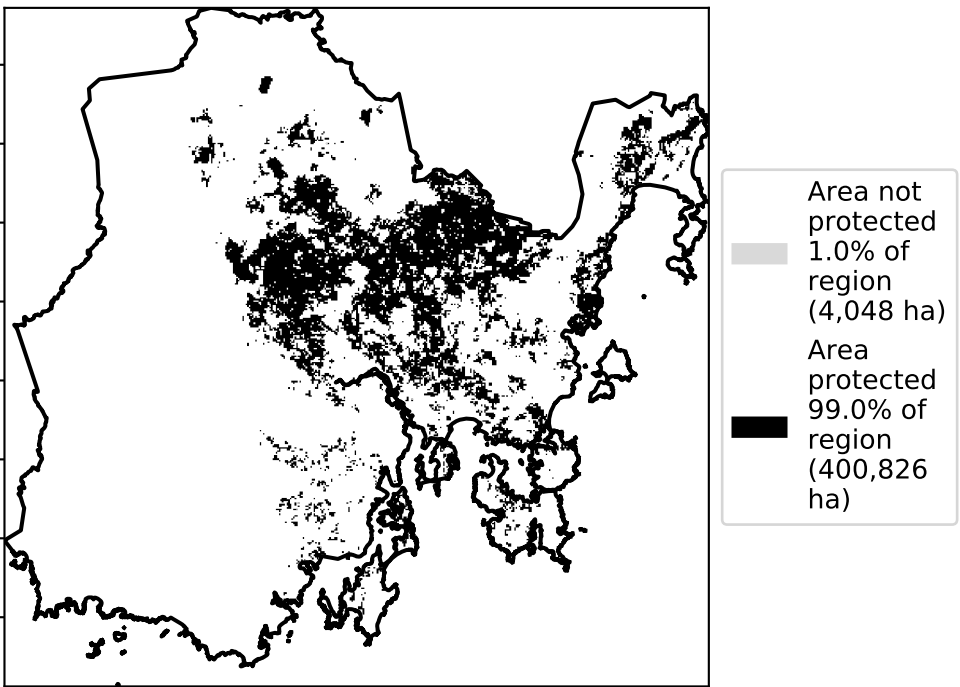 Area not
protected
1.0% of
region
(4,048 ha)
Area
protected
99.0% of
region
(400,826
ha)